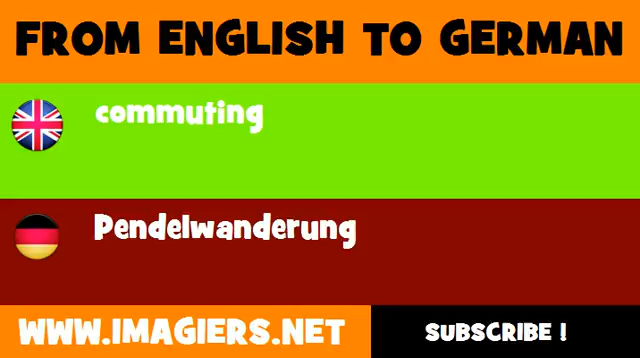 FROM ENGLISH TO GERMAN
commuting
Pendelwanderung
WWW.IMAGIERS.NET
SUBSCRIBE !